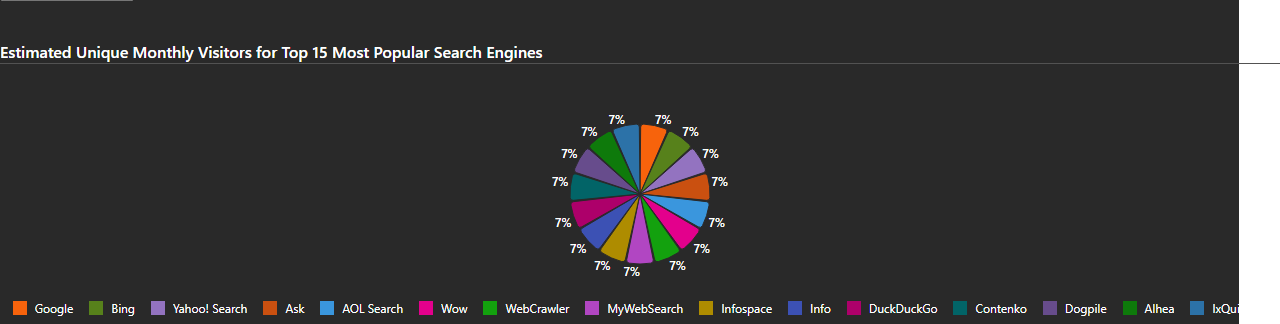 Estimated Unique Monthly Visitors for Top 15 Most Popular Search Engines
7% 7%
7% 7%
7% 7%
7% 7%
7% 7%
7% 7%
7% 7% 7%
Google Bing Yahoo! Search Ask AOL Search Wow WebCrawler MyWebSearch Infospace Info DuckDuckGo Contenko Dogpile Alhea IxQui